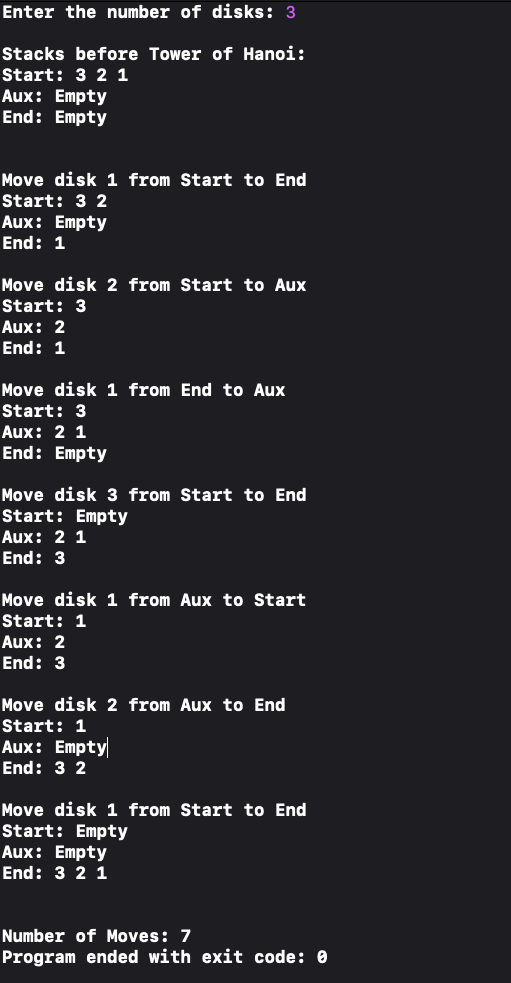 Enter the number of disks: 3
Stacks before Tower of Hanoi:
Start: 3 2 1
Aux: Empty
End: Empty
Move disk 1 from Start to End
Start: 3 2
Aux: Empty
End: 1
Move disk 2 from Start to Aux
Start: 3
Aux: 2
End: 1
Move disk 1 from End to Aux
Start: 3
Aux: 2 1
End: Empty
Move disk 3 from Start to End
Start: Empty
Aux: 2 1
End: 3
Move disk 1 from Aux to Start
Start: 1
Aux: 2
End: 3
Move disk 2 from Aux to End
Start: 1
Aux: Empty
End: 3 2
Move disk 1 from Start to End
Start: Empty
Aux: Empty
End: 3 2 1
Number of Moves: 7
Program ended with exit code: 0